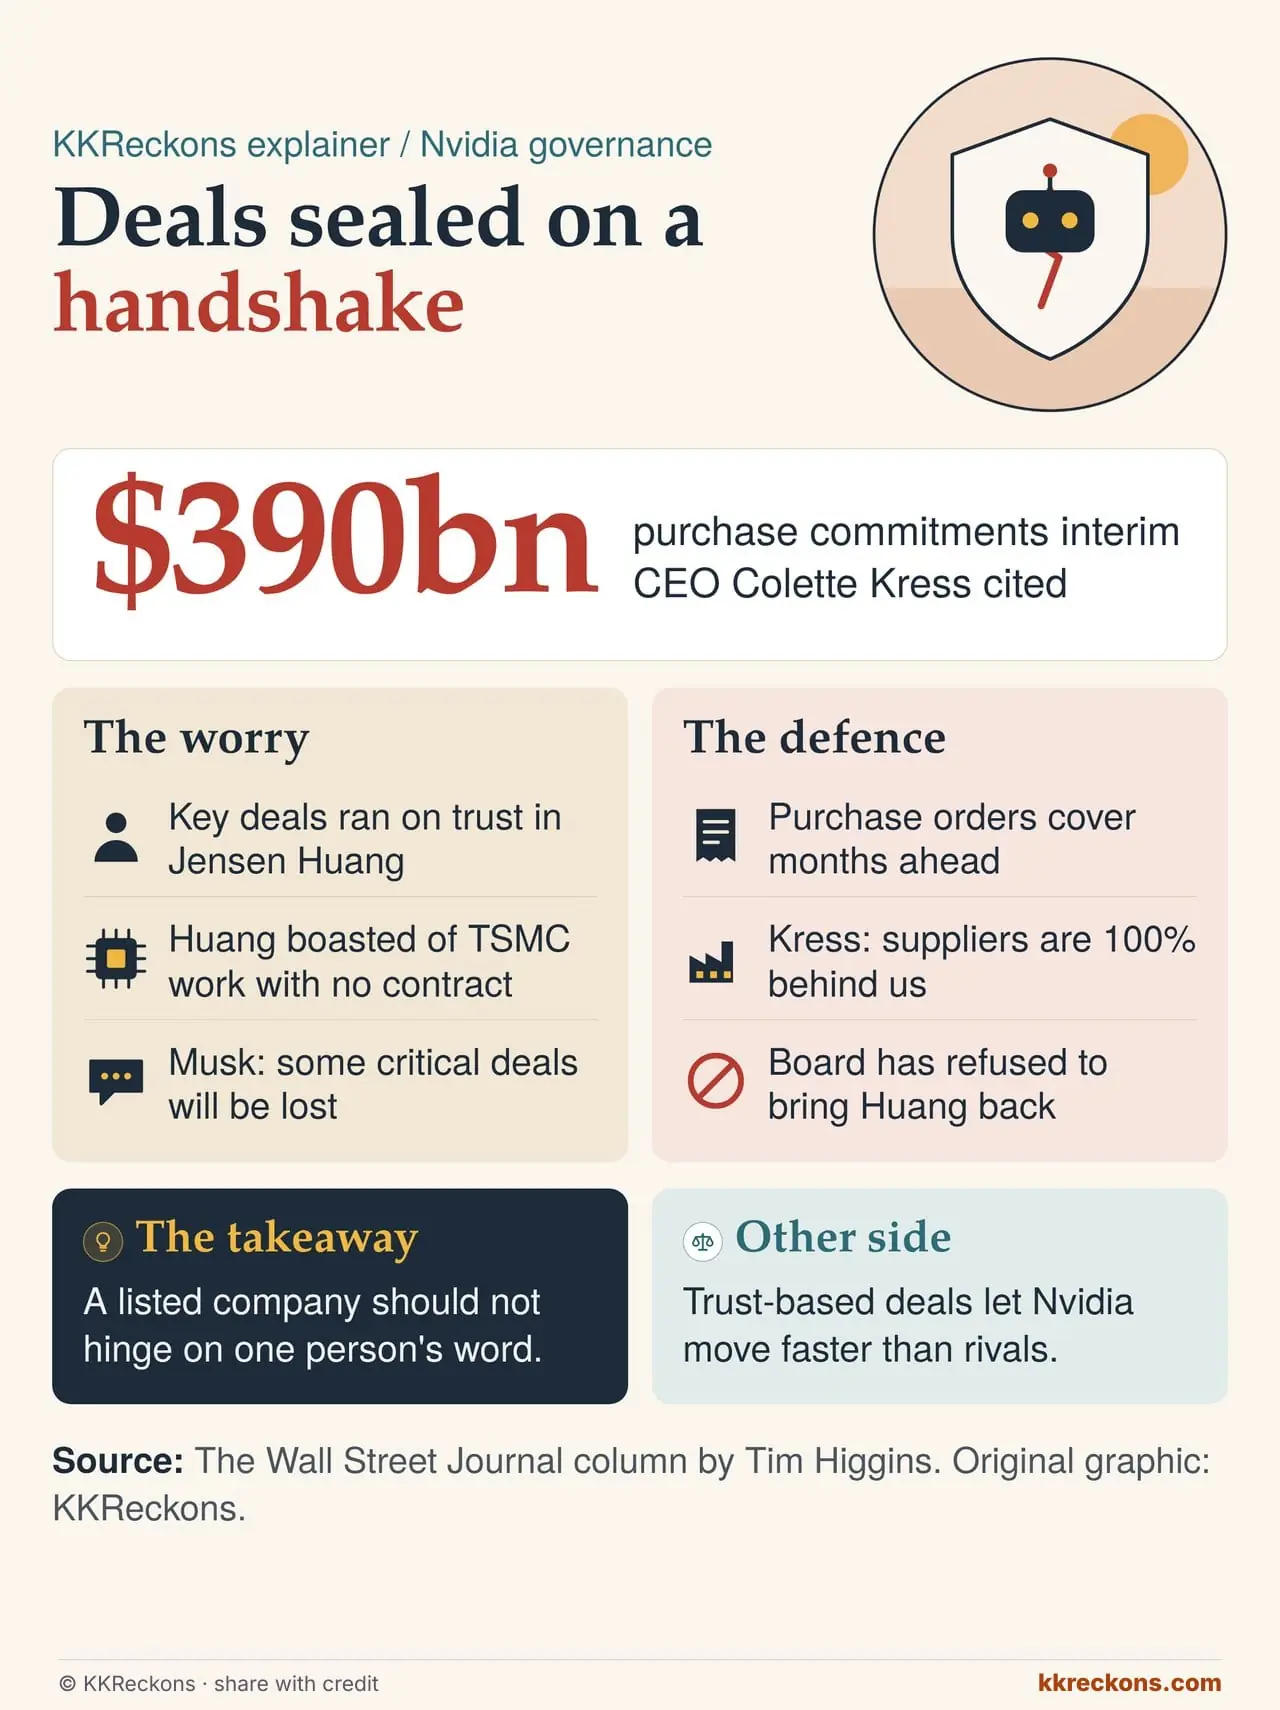 KKReckons explainer / Nvidia governance
Deals sealed on a
handshake
$390bn
purchase commitments interim
CEO Colette Kress cited
The worry
Key deals ran on trust in
Jensen Huang
Huang boasted of TSMC
work with no contract
Musk: some critical deals
will be lost
The defence
Purchase orders cover
months ahead
Kress: suppliers are 100%
behind us
Board has refused to
bring Huang back
The takeaway
A listed company should not
hinge on one person's word.
Other side
Trust-based deals let Nvidia
move faster than rivals.
Source: The Wall Street Journal column by Tim Higgins. Original graphic:
KKReckons.
© KKReckons · share with credit
kkreckons.com